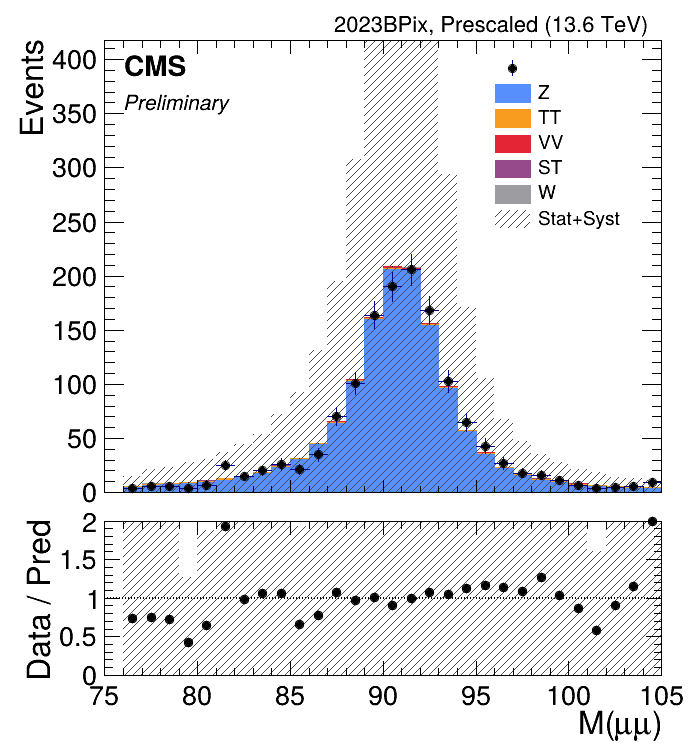 2023BPix, Prescaled (13.6 TeV)
CMS
Preliminary
Events
400
350
300
250
200
150
100
50
0
Z
TT
VV
ST
W
Stat+Syst
Data / Pred
2
1.5
1
0.5
0
75 80 85 90 95 100 105
M(μμ)